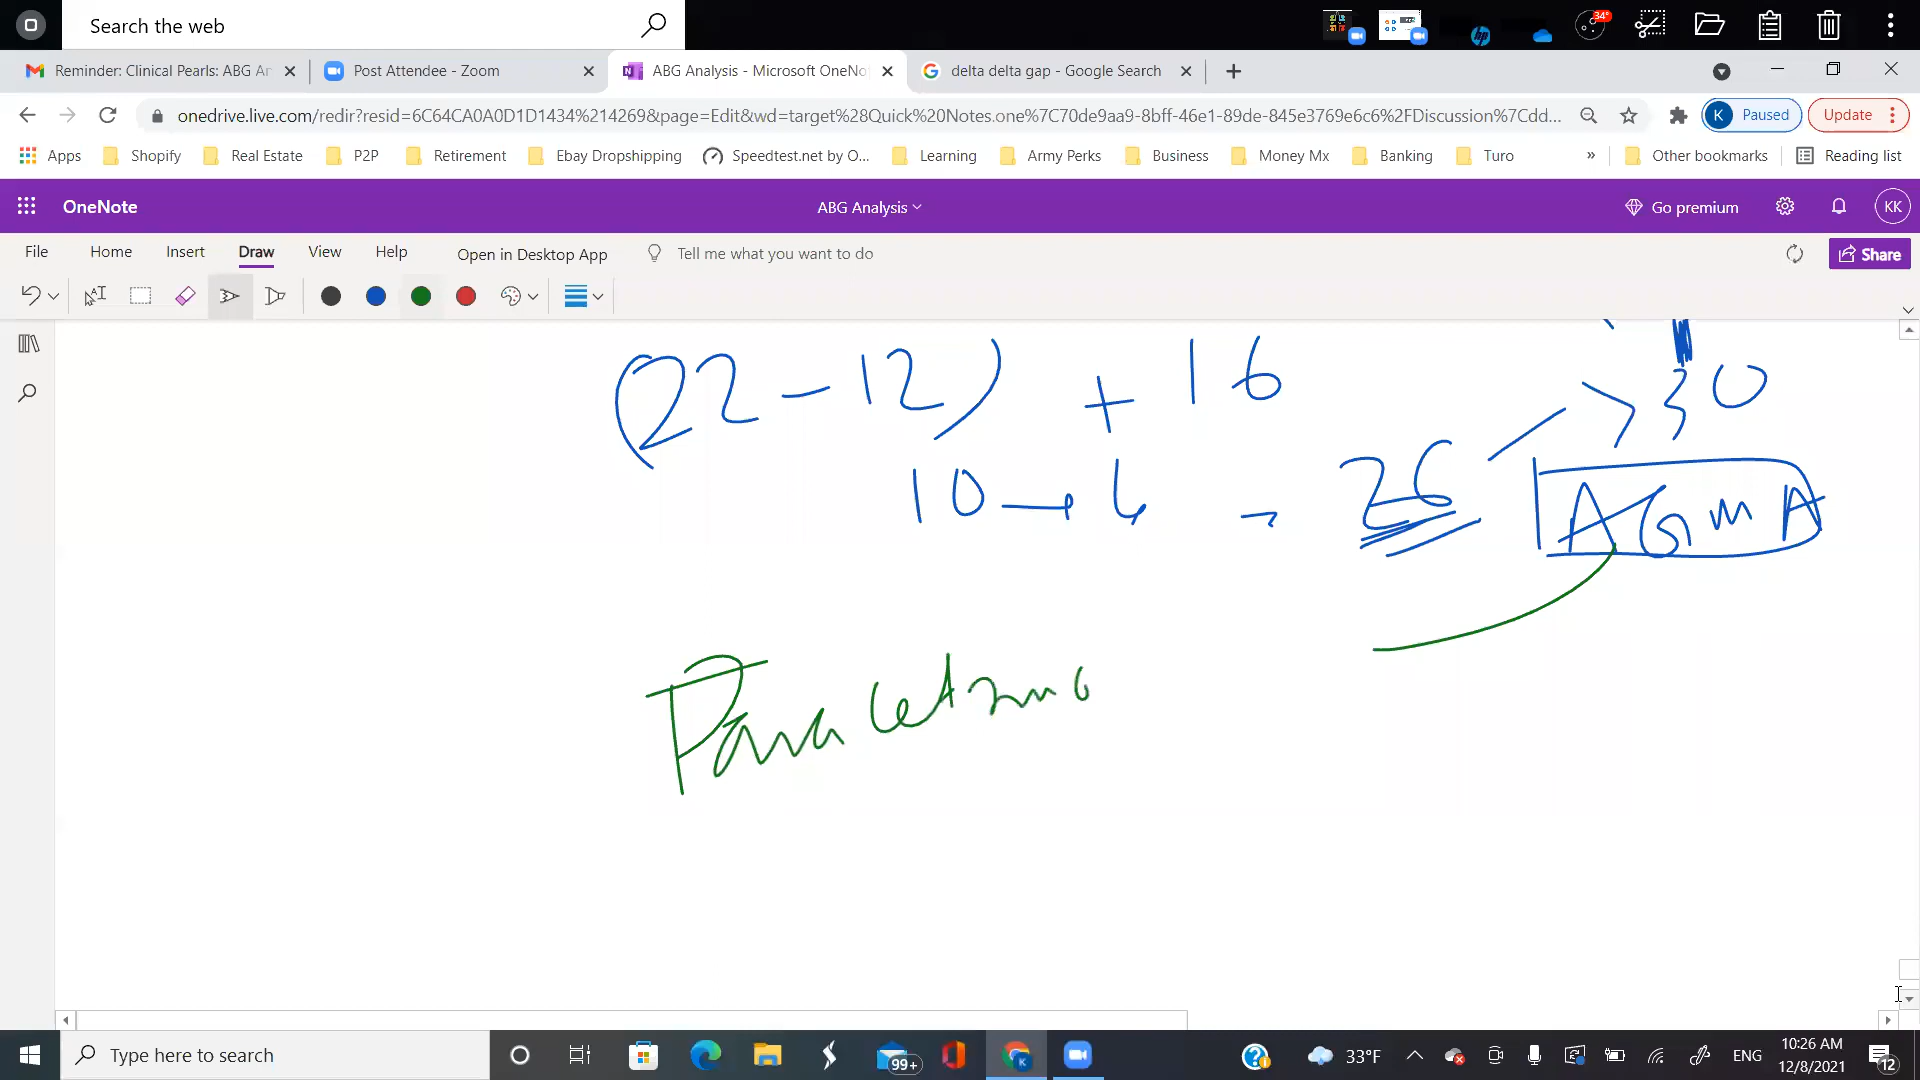 Search the web
34°
Reminder: Clinical Pearls: ABG Ar
Post Attendee - Zoom
ABG Analysis - Microsoft OneNo
delta delta gap - Google Search
onedrive.live.com/redir?resid=6C64CA0A0D1D1434%214269&page=Edit&wd=target%28Quick%20Notes.one%7C70de9aa9-8bff-46e1-89de-845e3769e6c6%2FDiscussion%7Cdd...
K Paused
Update
Apps Shopify Real Estate P2P Retirement Ebay Dropshipping Speedtest.net by O... Learning Army Perks Business Money Mx Banking Turo » Other bookmarks Reading list
OneNote
ABG Analysis
Go premium
KK
File Home Insert Draw View Help Open in Desktop App Tell me what you want to do
Share
(22 - 12) + 16
> 30
10 + 6 = 26
AGMA
Paracetamo
Type here to search
99+
33°F
ENG
10:26 AM
12/8/2021
12